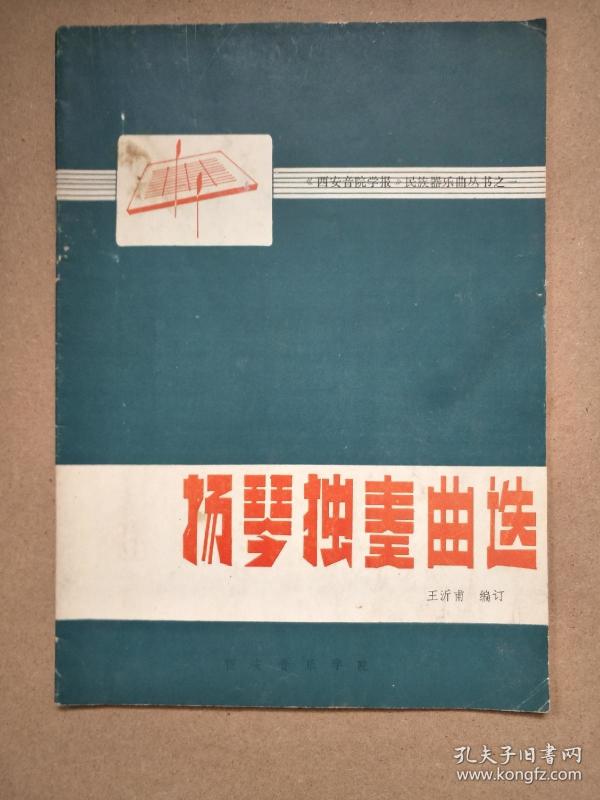 《西安音院学报》民族器乐曲丛书之一
扬琴独奏曲选
王沂甫 编订
西安音乐学院
孔夫子旧书网
www.kongfz.com